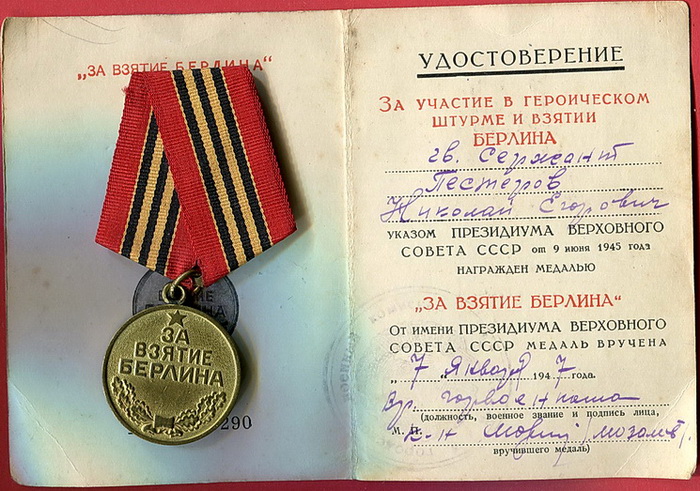 „ЗА ВЗЯТИЕ БЕРЛИНА“
ЗА
ВЗЯТИЕ
БЕРЛИНА
290
УДОСТОВЕРЕНИЕ
ЗА УЧАСТИЕ В ГЕРОИЧЕСКОМ
ШТУРМЕ И ВЗЯТИИ
БЕРЛИНА
гв. Сержант
Пестеров
Николай Егорович
УКАЗОМ ПРЕЗИДИУМА ВЕРХОВНОГО
СОВЕТА СССР от 9 июня 1945 года
НАГРАЖДЕН МЕДАЛЬЮ
„ЗА ВЗЯТИЕ БЕРЛИНА“
От имени ПРЕЗИДИУМА ВЕРХОВНОГО
СОВЕТА СССР МЕДАЛЬ ВРУЧЕНА
„7“ Января 1947 года.
(должность, военное звание и подпись лица,
М. П.
вручившего медаль)